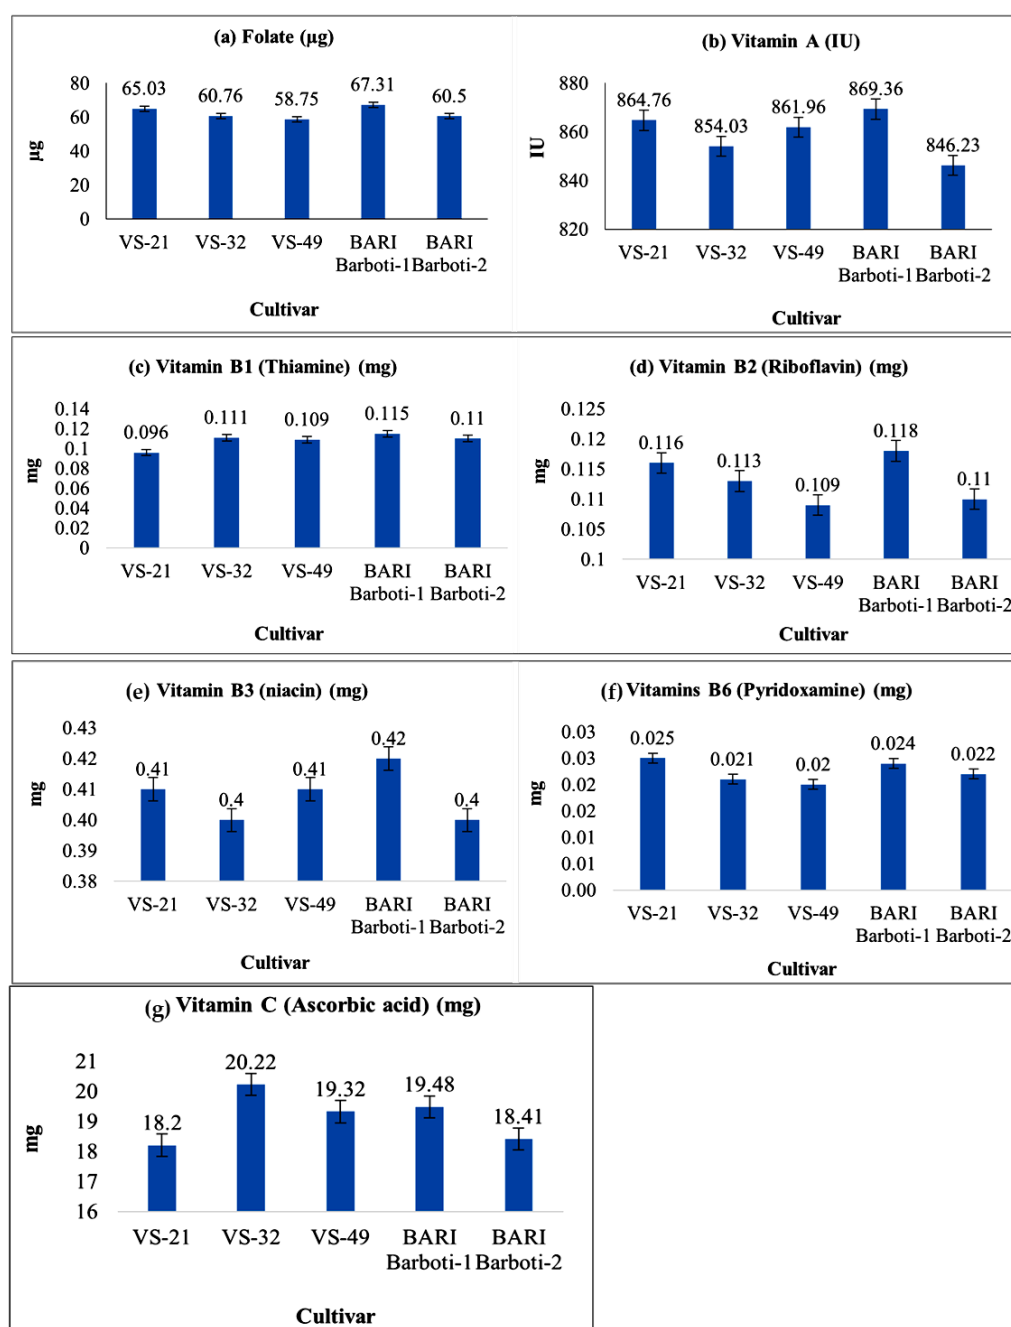 (a) Folate (µg)
80
60
40
20
0
µg
65.03
60.76
58.75
67.31
60.5
VS-21
VS-32
VS-49
BARI
Barboti-1
BARI
Barboti-2
Cultivar
(b) Vitamin A (IU)
880
860
840
820
IU
864.76
854.03
861.96
869.36
846.23
VS-21
VS-32
VS-49
BARI
Barboti-1
BARI
Barboti-2
Cultivar
(c) Vitamin B1 (Thiamine) (mg)
0.14
0.12
0.1
0.08
0.06
0.04
0.02
0
mg
0.096
0.111
0.109
0.115
0.11
VS-21
VS-32
VS-49
BARI
Barboti-1
BARI
Barboti-2
Cultivar
(d) Vitamin B2 (Riboflavin) (mg)
0.125
0.12
0.115
0.11
0.105
0.1
mg
0.116
0.113
0.109
0.118
0.11
VS-21
VS-32
VS-49
BARI
Barboti-1
BARI
Barboti-2
Cultivar
(e) Vitamin B3 (niacin) (mg)
0.43
0.42
0.41
0.40
0.39
0.38
mg
0.41
0.4
0.41
0.42
0.4
VS-21
VS-32
VS-49
BARI
Barboti-1
BARI
Barboti-2
Cultivar
(f) Vitamins B6 (Pyridoxamine) (mg)
0.03
0.03
0.02
0.02
0.01
0.01
0.00
mg
0.025
0.021
0.02
0.024
0.022
VS-21
VS-32
VS-49
BARI
Barboti-1
BARI
Barboti-2
Cultivar
(g) Vitamin C (Ascorbic acid) (mg)
21
20
19
18
17
16
mg
18.2
20.22
19.32
19.48
18.41
VS-21
VS-32
VS-49
BARI
Barboti-1
BARI
Barboti-2
Cultivar